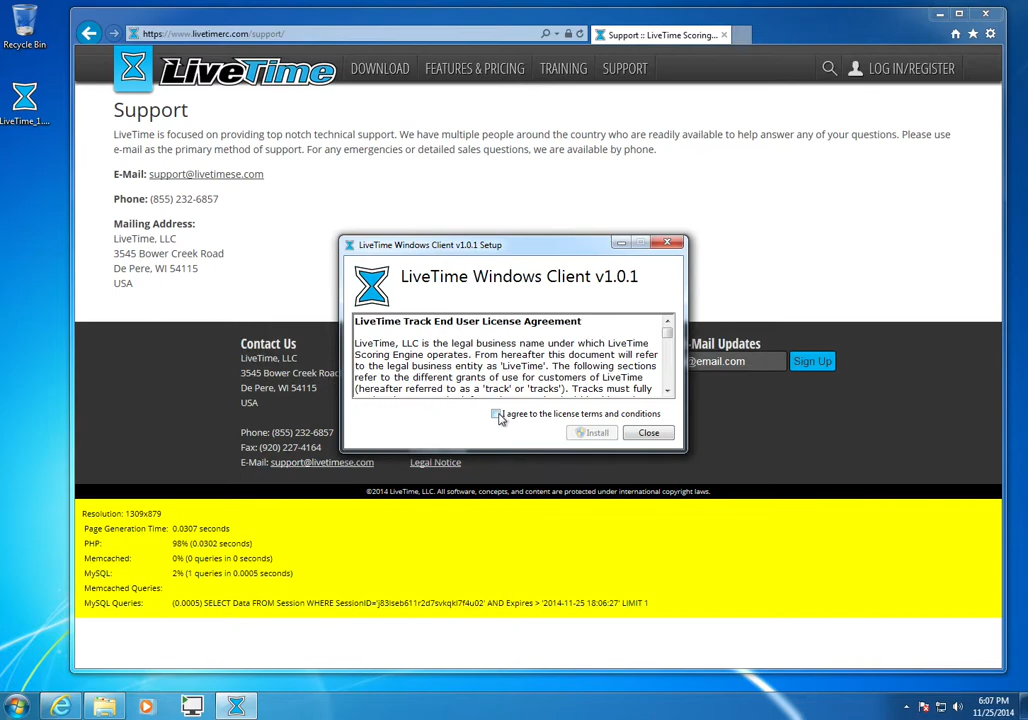 Recycle Bin
LiveTime_1....
https://www.livetimerc.com/support/
Support :: LiveTime Scoring...
LiveTime
DOWNLOAD
FEATURES & PRICING
TRAINING
SUPPORT
LOG IN/REGISTER
Support
LiveTime is focused on providing top notch technical support. We have multiple people around the country who are readily available to help answer any of your questions. Please use
e-mail as the primary method of support. For any emergencies or detailed sales questions, we are available by phone.
E-Mail: support@livetimese.com
Phone: (855) 232-6857
Mailing Address:
LiveTime, LLC
3545 Bower Creek Road
De Pere, WI 54115
USA
LiveTime Windows Client v1.0.1 Setup
LiveTime Windows Client v1.0.1
LiveTime Track End User License Agreement
LiveTime, LLC is the legal business name under which LiveTime
Scoring Engine operates. From hereafter this document will refer
to the legal business entity as 'LiveTime'. The following sections
refer to the different grants of use for customers of LiveTime
(hereafter referred to as a 'track' or 'tracks'). Tracks must fully
I agree to the license terms and conditions
Install
Close
Contact Us
LiveTime, LLC
3545 Bower Creek Road
De Pere, WI 54115
USA
Phone: (855) 232-6857
Fax: (920) 227-4164
E-Mail: support@livetimese.com
Legal Notice
-Mail Updates
@email.com
Sign Up
©2014 LiveTime, LLC. All software, concepts, and content are protected under international copyright laws.
Resolution: 1309x879
Page Generation Time: 0.0307 seconds
PHP: 98% (0.0302 seconds)
Memcached: 0% (0 queries in 0 seconds)
MySQL: 2% (1 queries in 0.0005 seconds)
Memcached Queries:
MySQL Queries: (0.0005) SELECT Data FROM Session WHERE SessionID='j83lseb611r2d7svkqkl7f4u02' AND Expires > '2014-11-25 18:06:27' LIMIT 1
6:07 PM
11/25/2014